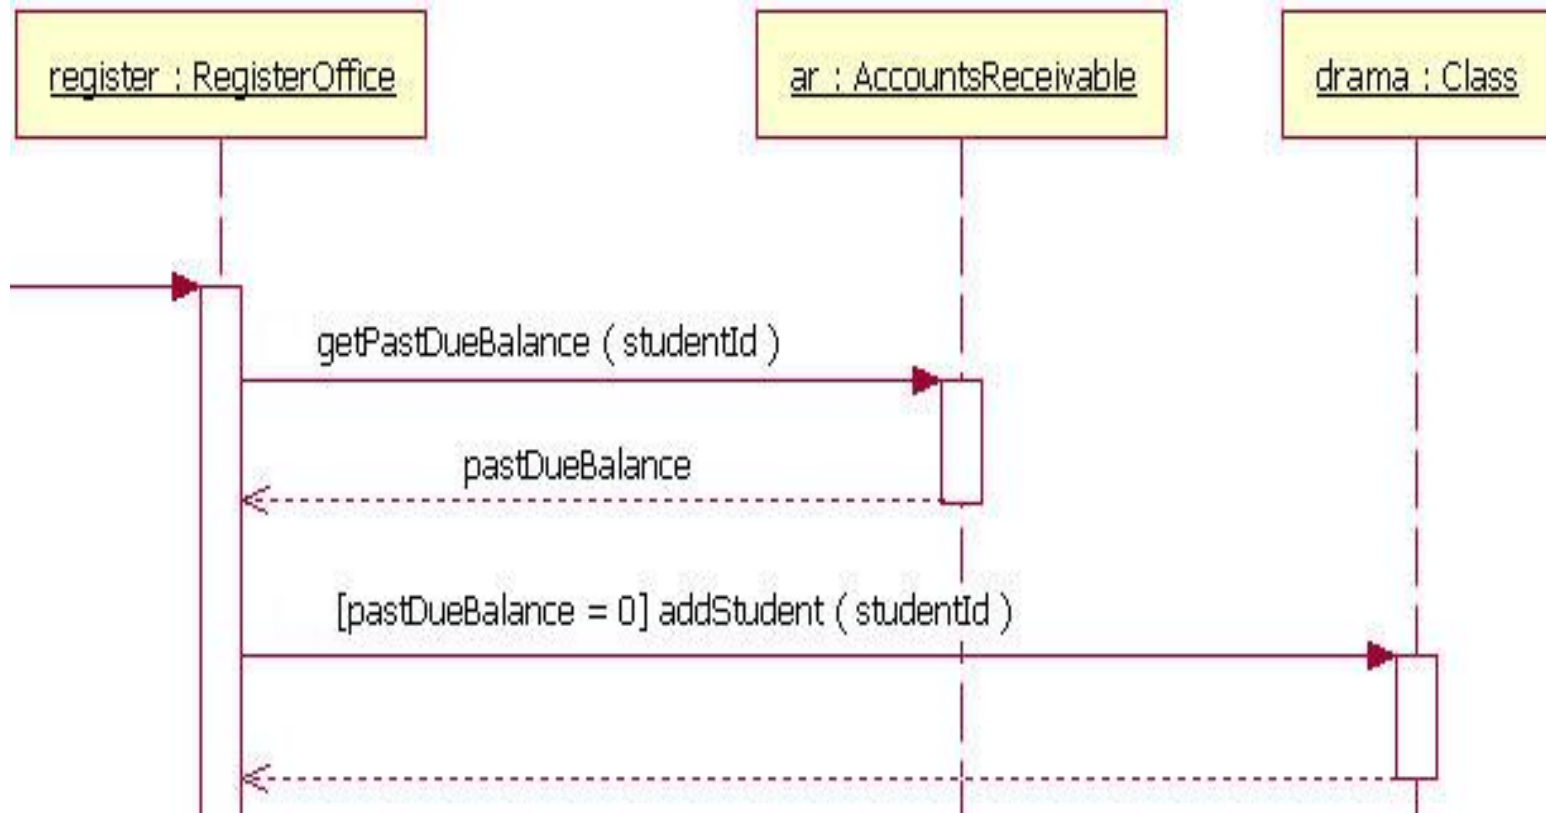 register : RegisterOffice
ar : AccountsReceivable
drama : Class
getPastDueBalance ( studentId )
pastDueBalance
[pastDueBalance = 0] addStudent ( studentId )